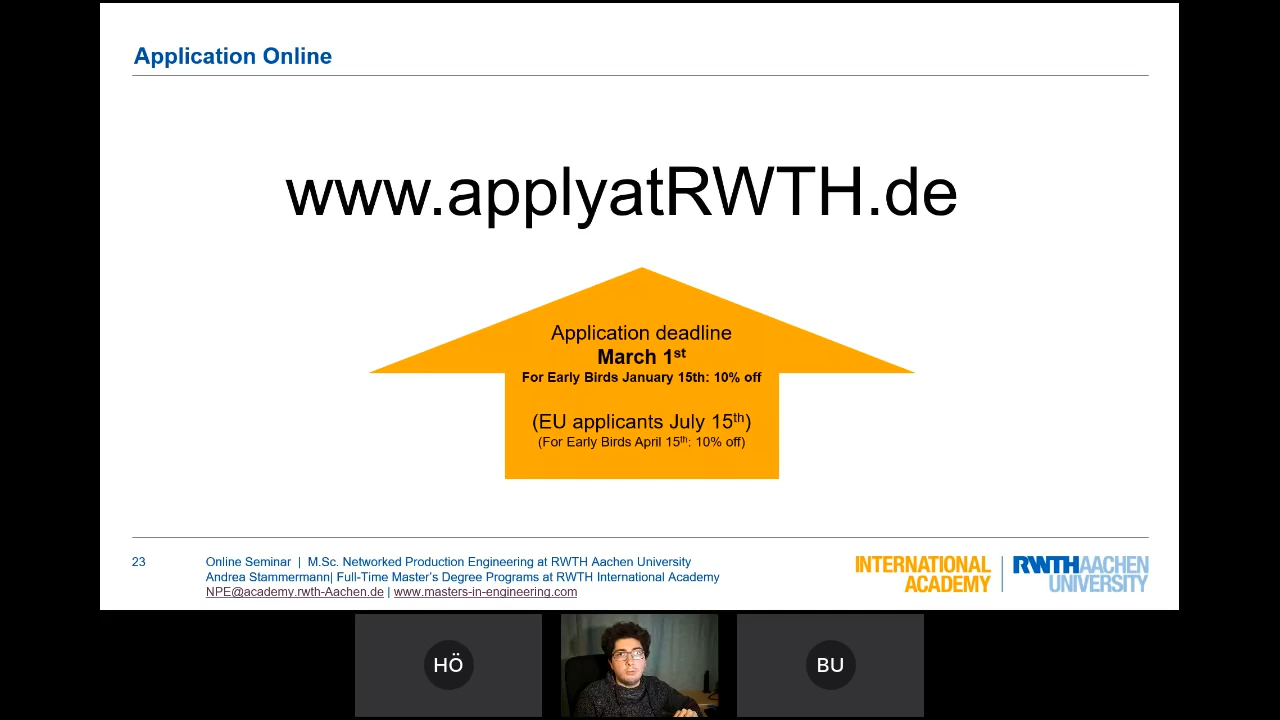 Application Online
www.applyatRWTH.de
Application deadline
March 1st
For Early Birds January 15th: 10% off
(EU applicants July 15th)
(For Early Birds April 15th: 10% off)
23
Online Seminar | M.Sc. Networked Production Engineering at RWTH Aachen University
Andrea Stammermann| Full-Time Master's Degree Programs at RWTH International Academy
NPE@academy.rwth-Aachen.de | www.masters-in-engineering.com
INTERNATIONAL
ACADEMY
RWTHAACHEN
UNIVERSITY
HÖ
BU